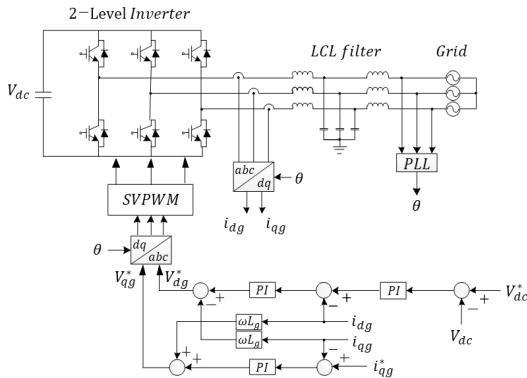 2−Level Inverter
LCL filter
Grid
V_dc
abc
dq
θ
PLL
θ
i_dg i_qg
SVPWM
θ
dq
abc
V*_qg V*_dg
− +
PI
− +
PI
− +
V*_dc
V_dc
ωL_g
i_dg
ωL_g
i_qg
+ +
PI
− +
i*_qg